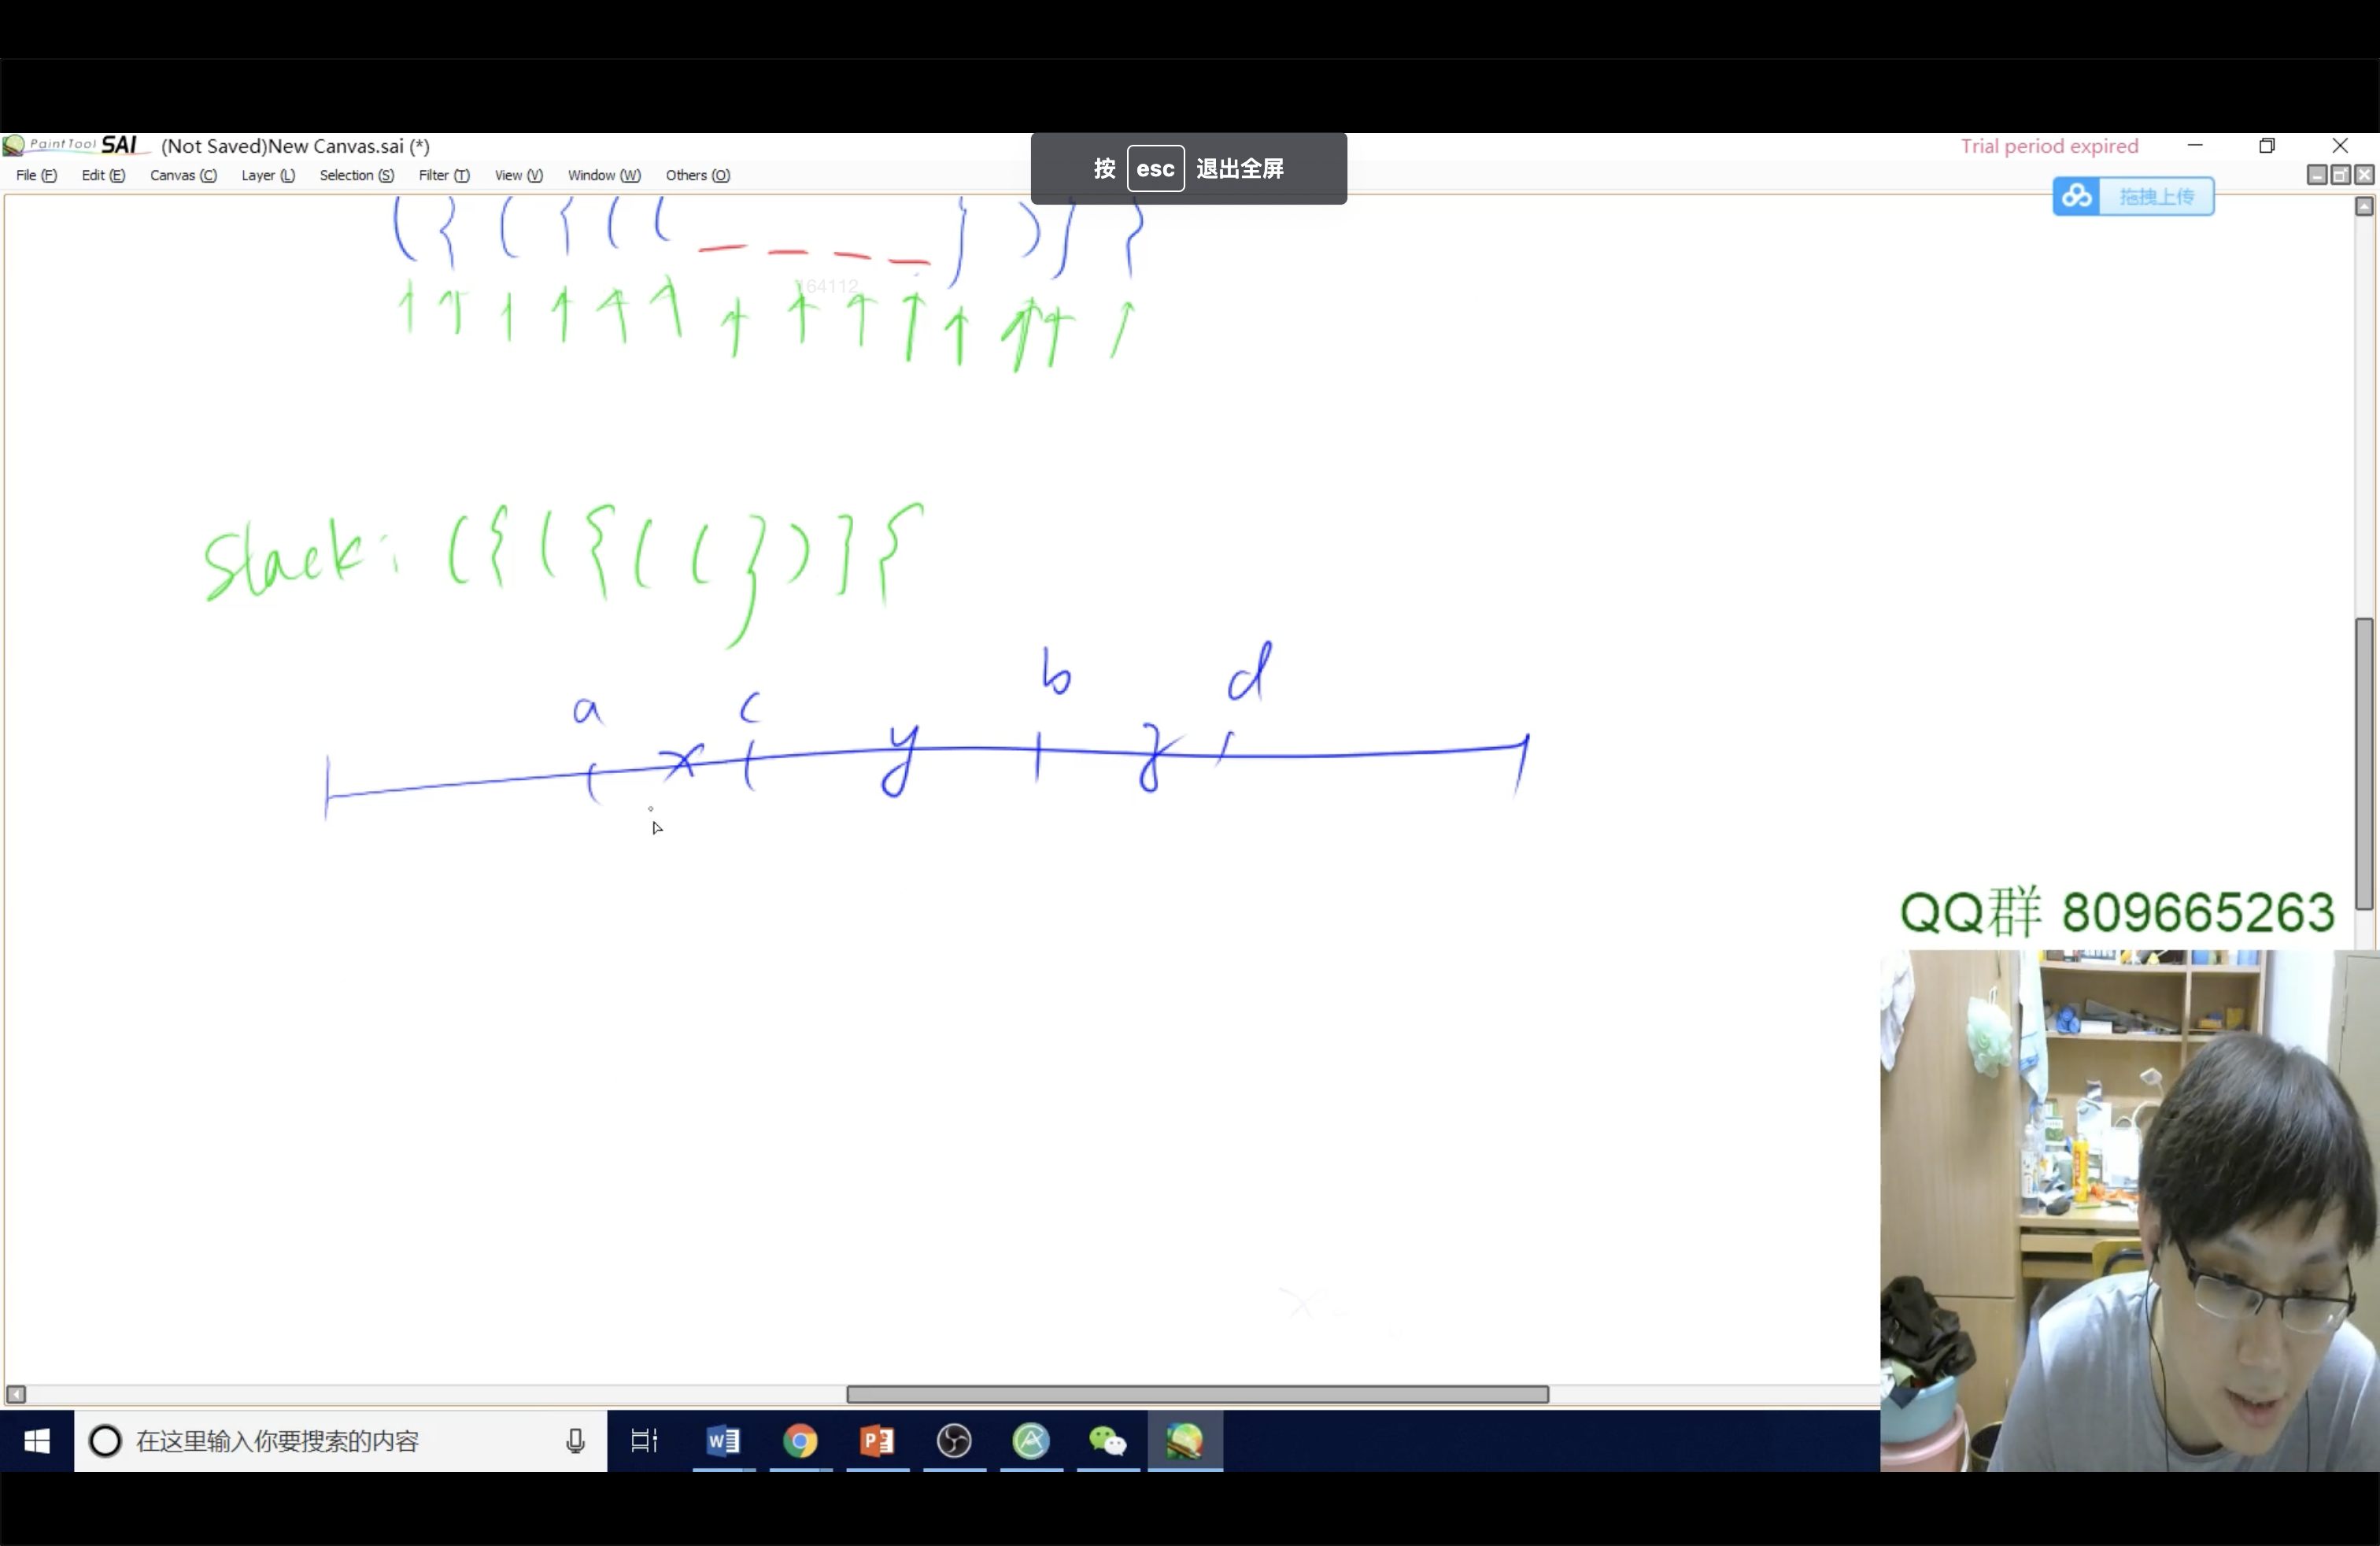 PaintTool SAI (Not Saved)New Canvas.sai (*)
Trial period expired
按 esc 退出全屏
File (F) Edit (E) Canvas (C) Layer (L) Selection (S) Filter (T) View (V) Window (W) Others (O)
拖拽上传
( { ( { ( ( _ _ _ _ } ) } }
164112
Stack: ( { ( { ( ( } ) } {
a c b d
x y z
QQ群 809665263
在这里输入你要搜索的内容